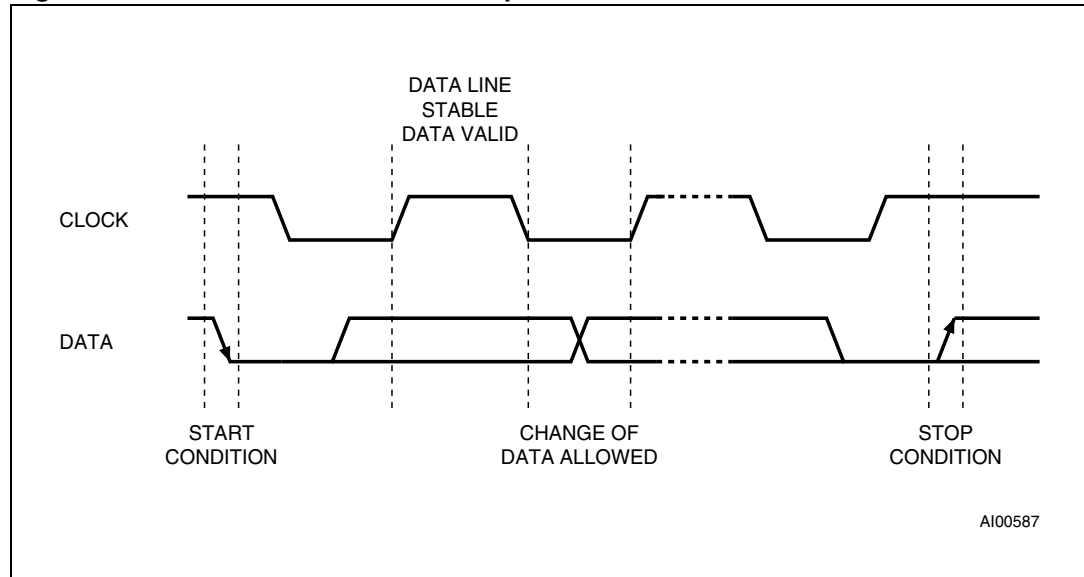 DATA LINE
STABLE
DATA VALID
CLOCK
DATA
START
CONDITION
CHANGE OF
DATA ALLOWED
STOP
CONDITION
AI00587